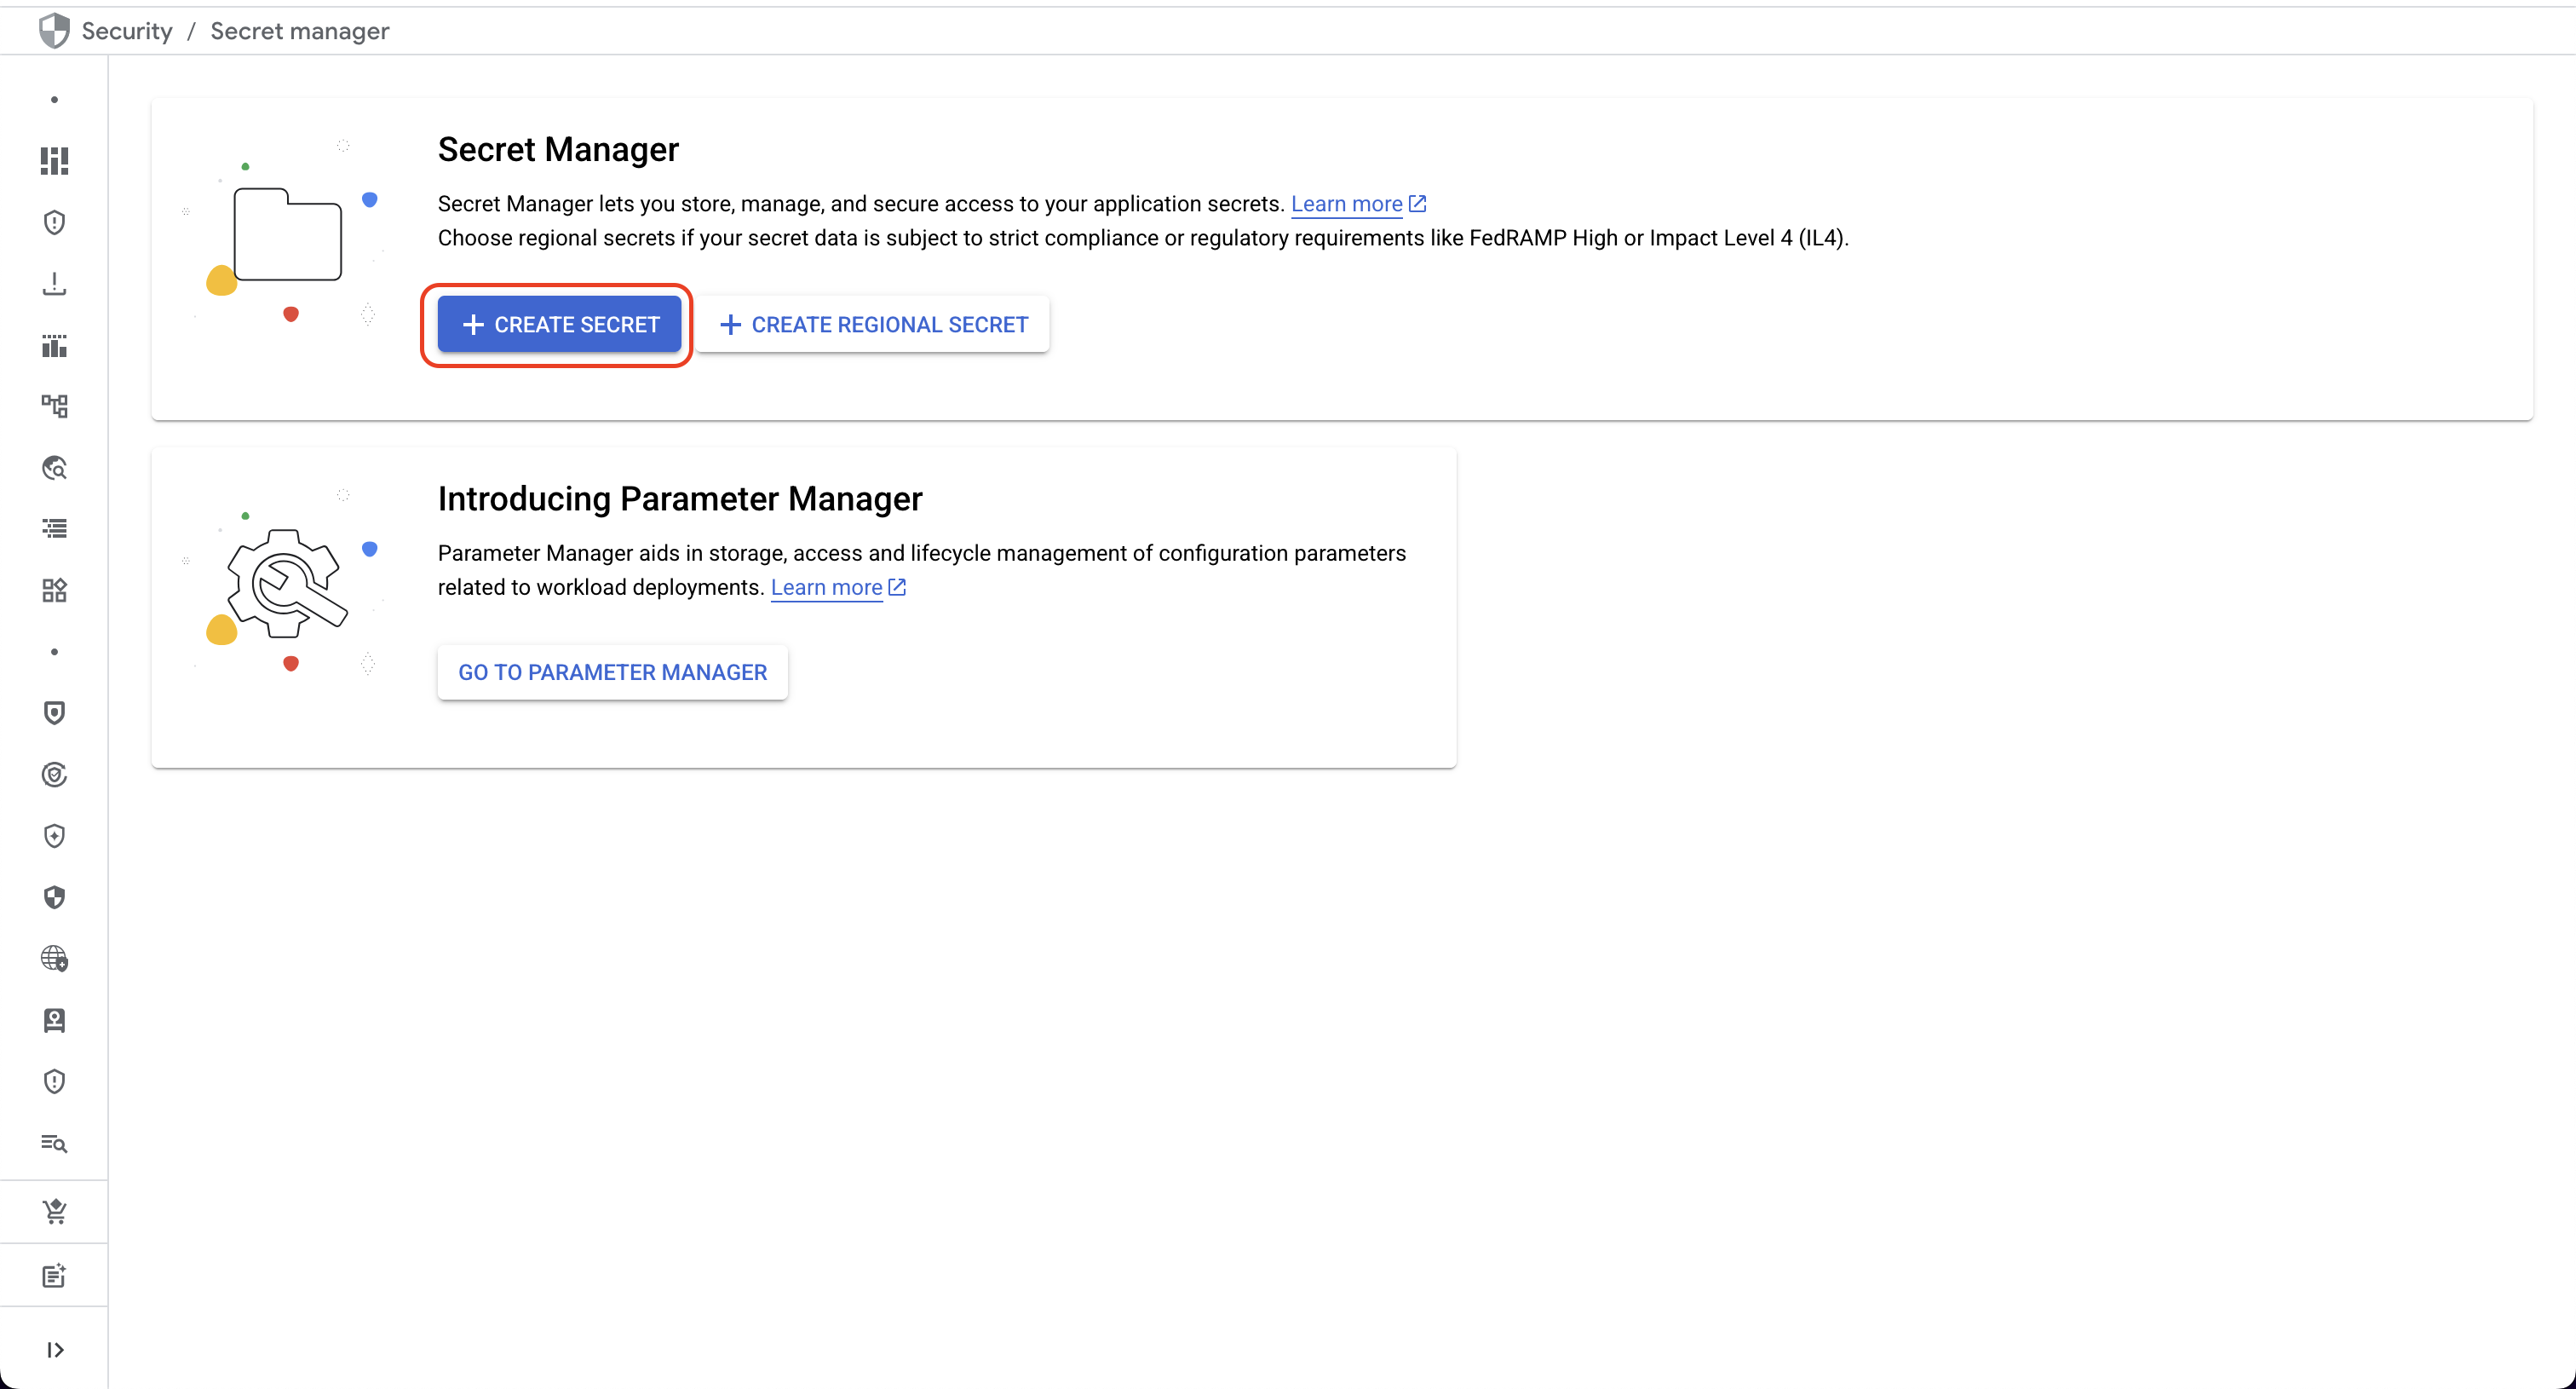 Security / Secret manager
Secret Manager
Secret Manager lets you store, manage, and secure access to your application secrets. Learn more
Choose regional secrets if your secret data is subject to strict compliance or regulatory requirements like FedRAMP High or Impact Level 4 (IL4).
CREATE SECRET
CREATE REGIONAL SECRET
Introducing Parameter Manager
Parameter Manager aids in storage, access and lifecycle management of configuration parameters
related to workload deployments. Learn more
GO TO PARAMETER MANAGER